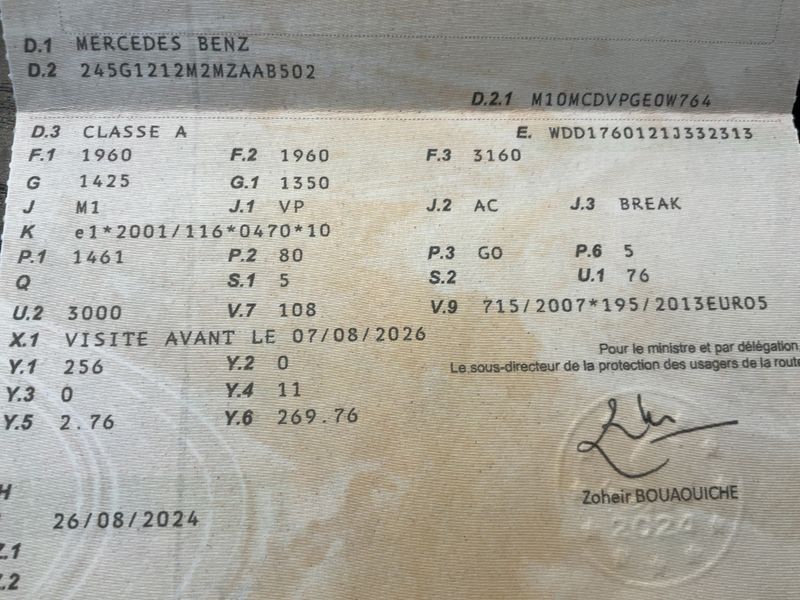 D.1 MERCEDES BENZ
D.2 245G1212M2MZAAB502
D.2.1 M10MCDVPGE0W764
D.3 CLASSE A E. WDD1760121J332313
F.1 1960 F.2 1960 F.3 3160
G 1425 G.1 1350
J M1 J.1 VP J.2 AC J.3 BREAK
K e1*2001/116*0470*10
P.1 1461 P.2 80 P.3 GO P.6 5
Q S.1 5 S.2 U.1 76
U.2 3000 V.7 108 V.9 715/2007*195/2013EURO5
X.1 VISITE AVANT LE 07/08/2026
Pour le ministre et par délégation,
Y.1 256 Y.2 0 Le sous-directeur de la protection des usagers de la route
Y.3 0 Y.4 11
Y.5 2.76 Y.6 269.76
H
Zoheir BOUAOUICHE
26/08/2024
2024
Z.1
Z.2